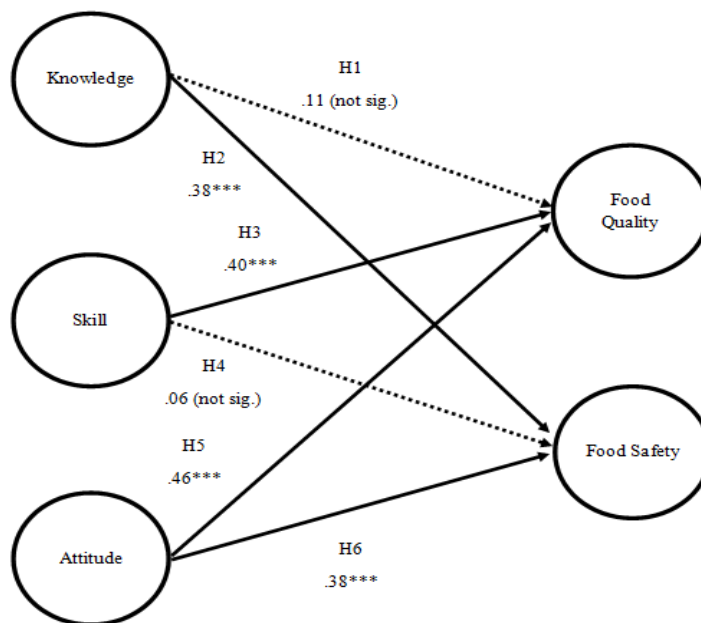 Knowledge
H1
.11 (not sig.)
H2
.38***
Food
Quality
H3
.40***
Skill
H4
.06 (not sig.)
H5
.46***
Food Safety
Attitude
H6
.38***